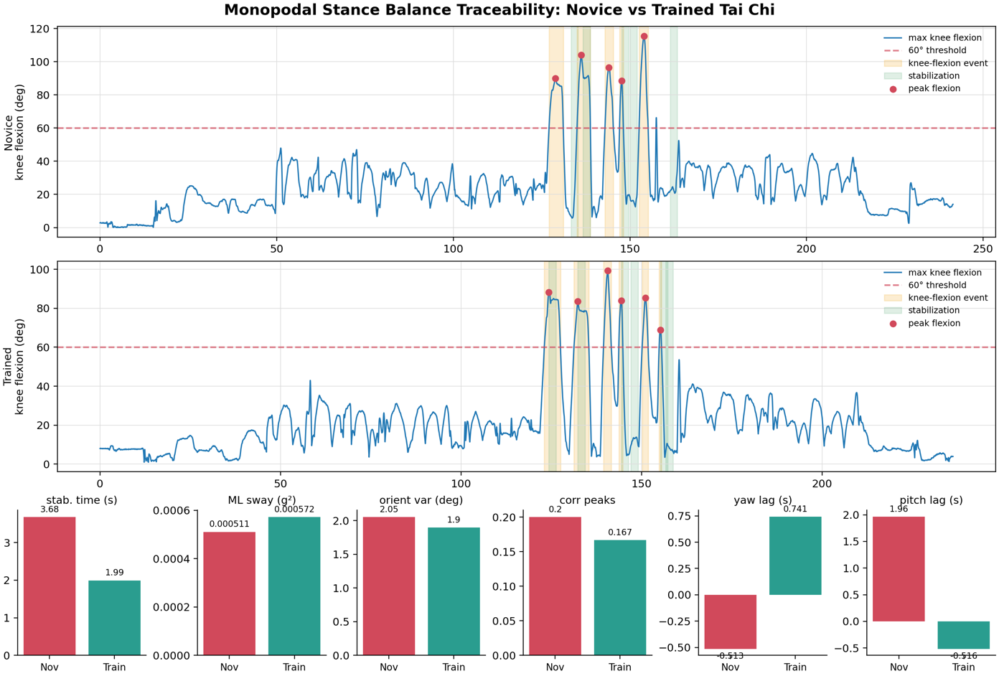 Monopodal Stance Balance Traceability: Novice vs Trained Tai Chi
Novice
knee flexion (deg)
120
100
80
60
40
20
0
max knee flexion
60° threshold
knee-flexion event
stabilization
peak flexion
0
50
100
150
200
250
Trained
knee flexion (deg)
100
80
60
40
20
0
max knee flexion
60° threshold
knee-flexion event
stabilization
peak flexion
0
50
100
150
200
stab. time (s)
3.68
1.99
3
2
1
0
Nov
Train
ML sway (g²)
0.000511
0.000572
0.0006
0.0004
0.0002
0.0000
Nov
Train
orient var (deg)
2.05
1.9
2.0
1.5
1.0
0.5
0.0
Nov
Train
corr peaks
0.2
0.167
0.20
0.15
0.10
0.05
0.00
Nov
Train
yaw lag (s)
0.741
-0.513
0.75
0.50
0.25
0.00
−0.25
−0.50
Nov
Train
pitch lag (s)
1.96
-0.516
2.0
1.5
1.0
0.5
0.0
−0.5
Nov
Train